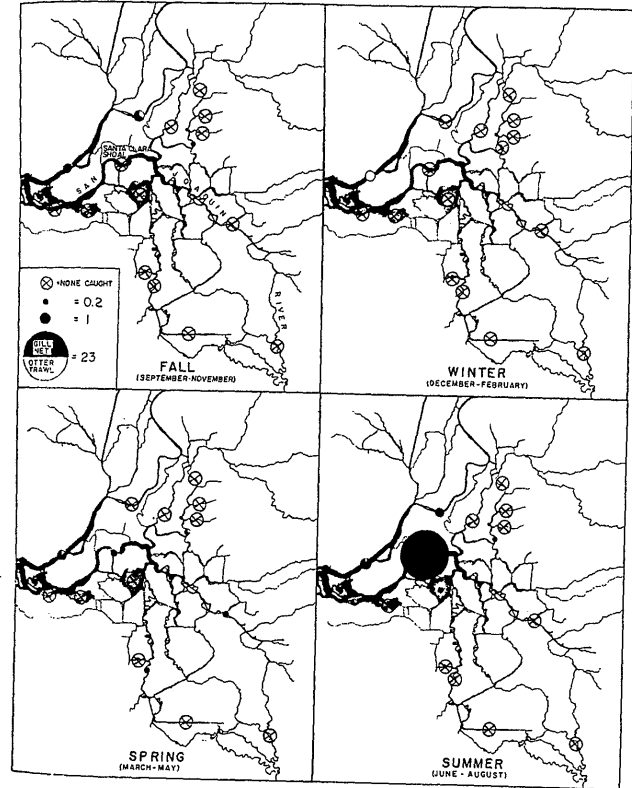 SANTA CLARA
SHOAL
SAN
JOAQUIN
RIVER
=NONE CAUGHT
= 0.2
= 1
GILL
NET
OTTER
TRAWL
= 23
FALL
(SEPTEMBER-NOVEMBER)
WINTER
(DECEMBER-FEBRUARY)
SPRING
(MARCH-MAY)
SUMMER
(JUNE - AUGUST)